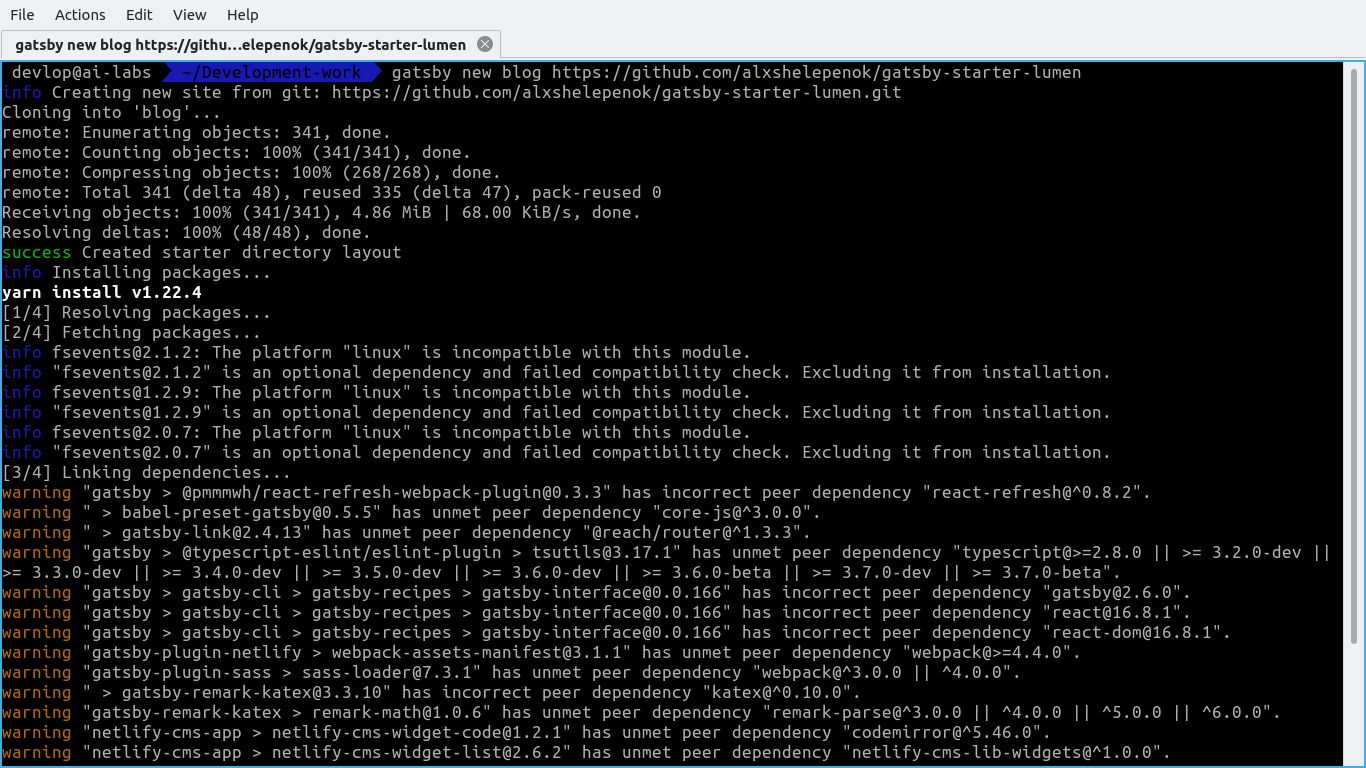 File Actions Edit View Help
gatsby new blog https://githu…elepenok/gatsby-starter-lumen
devlop@ai-labs ~/Development-work gatsby new blog https://github.com/alxshelepenok/gatsby-starter-lumen
info Creating new site from git: https://github.com/alxshelepenok/gatsby-starter-lumen.git
Cloning into 'blog'...
remote: Enumerating objects: 341, done.
remote: Counting objects: 100% (341/341), done.
remote: Compressing objects: 100% (268/268), done.
remote: Total 341 (delta 48), reused 335 (delta 47), pack-reused 0
Receiving objects: 100% (341/341), 4.86 MiB | 68.00 KiB/s, done.
Resolving deltas: 100% (48/48), done.
success Created starter directory layout
info Installing packages...
yarn install v1.22.4
[1/4] Resolving packages...
[2/4] Fetching packages...
info fsevents@2.1.2: The platform "linux" is incompatible with this module.
info "fsevents@2.1.2" is an optional dependency and failed compatibility check. Excluding it from installation.
info fsevents@1.2.9: The platform "linux" is incompatible with this module.
info "fsevents@1.2.9" is an optional dependency and failed compatibility check. Excluding it from installation.
info fsevents@2.0.7: The platform "linux" is incompatible with this module.
info "fsevents@2.0.7" is an optional dependency and failed compatibility check. Excluding it from installation.
[3/4] Linking dependencies...
warning "gatsby > @pmmmwh/react-refresh-webpack-plugin@0.3.3" has incorrect peer dependency "react-refresh@^0.8.2".
warning " > babel-preset-gatsby@0.5.5" has unmet peer dependency "core-js@^3.0.0".
warning " > gatsby-link@2.4.13" has unmet peer dependency "@reach/router@^1.3.3".
warning "gatsby > @typescript-eslint/eslint-plugin > tsutils@3.17.1" has unmet peer dependency "typescript@>=2.8.0 || >= 3.2.0-dev ||
>= 3.3.0-dev || >= 3.4.0-dev || >= 3.5.0-dev || >= 3.6.0-dev || >= 3.6.0-beta || >= 3.7.0-dev || >= 3.7.0-beta".
warning "gatsby > gatsby-cli > gatsby-recipes > gatsby-interface@0.0.166" has incorrect peer dependency "gatsby@2.6.0".
warning "gatsby > gatsby-cli > gatsby-recipes > gatsby-interface@0.0.166" has incorrect peer dependency "react@16.8.1".
warning "gatsby > gatsby-cli > gatsby-recipes > gatsby-interface@0.0.166" has incorrect peer dependency "react-dom@16.8.1".
warning "gatsby-plugin-netlify > webpack-assets-manifest@3.1.1" has unmet peer dependency "webpack@>=4.4.0".
warning "gatsby-plugin-sass > sass-loader@7.3.1" has unmet peer dependency "webpack@^3.0.0 || ^4.0.0".
warning " > gatsby-remark-katex@3.3.10" has incorrect peer dependency "katex@^0.10.0".
warning "gatsby-remark-katex > remark-math@1.0.6" has unmet peer dependency "remark-parse@^3.0.0 || ^4.0.0 || ^5.0.0 || ^6.0.0".
warning "netlify-cms-app > netlify-cms-widget-code@1.2.1" has unmet peer dependency "codemirror@^5.46.0".
warning "netlify-cms-app > netlify-cms-widget-list@2.6.2" has unmet peer dependency "netlify-cms-lib-widgets@^1.0.0".